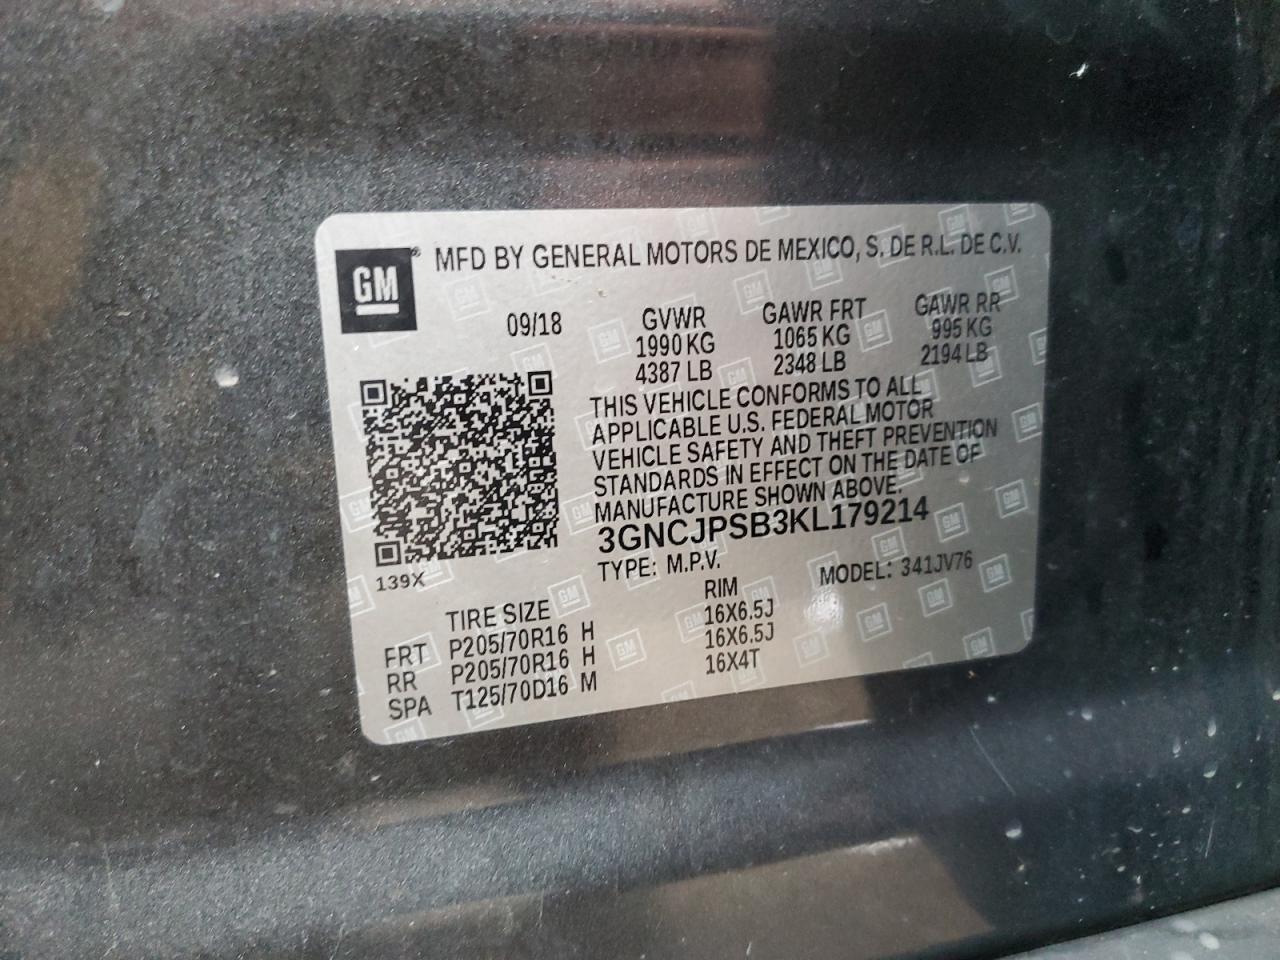 GM® MFD BY GENERAL MOTORS DE MEXICO, S. DE R.L. DE C.V.
09/18 GVWR GAWR FRT GAWR RR
1990 KG 1065 KG 995 KG
4387 LB 2348 LB 2194 LB
THIS VEHICLE CONFORMS TO ALL
APPLICABLE U.S. FEDERAL MOTOR
VEHICLE SAFETY AND THEFT PREVENTION
STANDARDS IN EFFECT ON THE DATE OF
MANUFACTURE SHOWN ABOVE.
3GNCJPSB3KL179214
TYPE: M.P.V. MODEL: 341JV76
139X
TIRE SIZE RIM
FRT P205/70R16 H 16X6.5J
RR P205/70R16 H 16X6.5J
SPA T125/70D16 M 16X4T